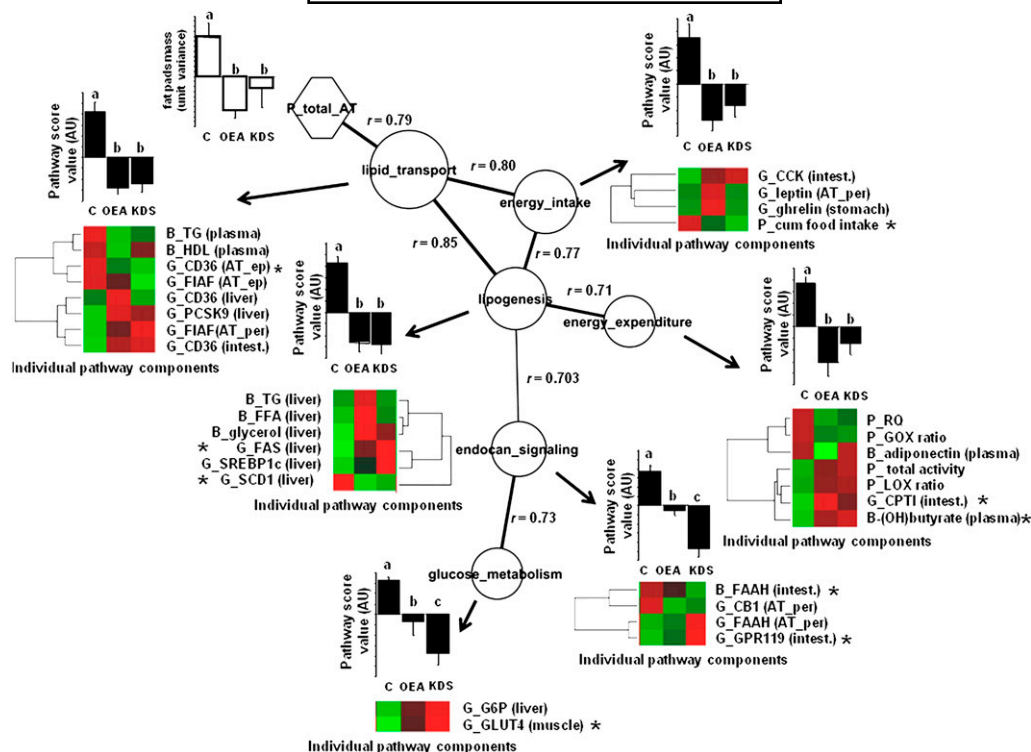 a
b
b
fat pads mass
(unit variance)
C OEA KDS
P_total_AT
r = 0.79
lipid_transport
r = 0.80
energy_intake
r = 0.85
r = 0.77
lipogenesis
r = 0.71
energy_expenditure
r = 0.703
endocan_signaling
r = 0.73
glucose_metabolism
a
b
b
Pathway score
value (AU)
C OEA KDS
G_CCK (intest.)
G_leptin (AT_per)
G_ghrelin (stomach)
P_cum food intake *
Individual pathway components
a
b
b
Pathway score
value (AU)
C OEA KDS
B_TG (plasma)
B_HDL (plasma)
G_CD36 (AT_ep) *
G_FIAF (AT_ep)
G_CD36 (liver)
G_PCSK9 (liver)
G_FIAF(AT_per)
G_CD36 (intest.)
Individual pathway components
a
b
b
Pathway score
value (AU)
C OEA KDS
B_TG (liver)
B_FFA (liver)
B_glycerol (liver)
* G_FAS (liver)
G_SREBP1c (liver)
* G_SCD1 (liver)
Individual pathway components
a
b
b
Pathway score
value (AU)
C OEA KDS
P_RQ
P_GOX ratio
B_adiponectin (plasma)
P_total activity
P_LOX ratio
G_CPTI (intest.) *
B-(OH)butyrate (plasma) *
Individual pathway components
a
b
c
Pathway score
value (AU)
C OEA KDS
B_FAAH (intest.) *
G_CB1 (AT_per)
G_FAAH (AT_per)
G_GPR119 (intest.) *
Individual pathway components
a
b
c
Pathway score
value (AU)
C OEA KDS
G_G6P (liver)
G_GLUT4 (muscle) *
Individual pathway components